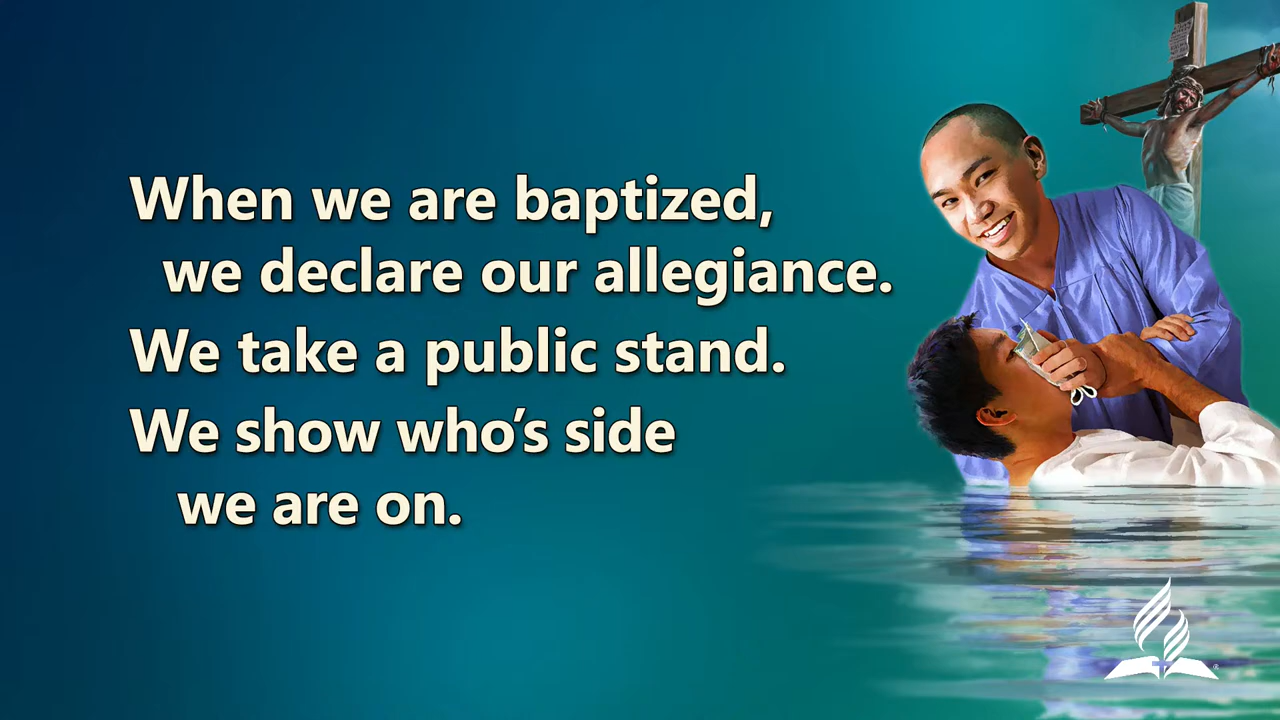 When we are baptized,
we declare our allegiance.
We take a public stand.
We show who’s side
we are on.